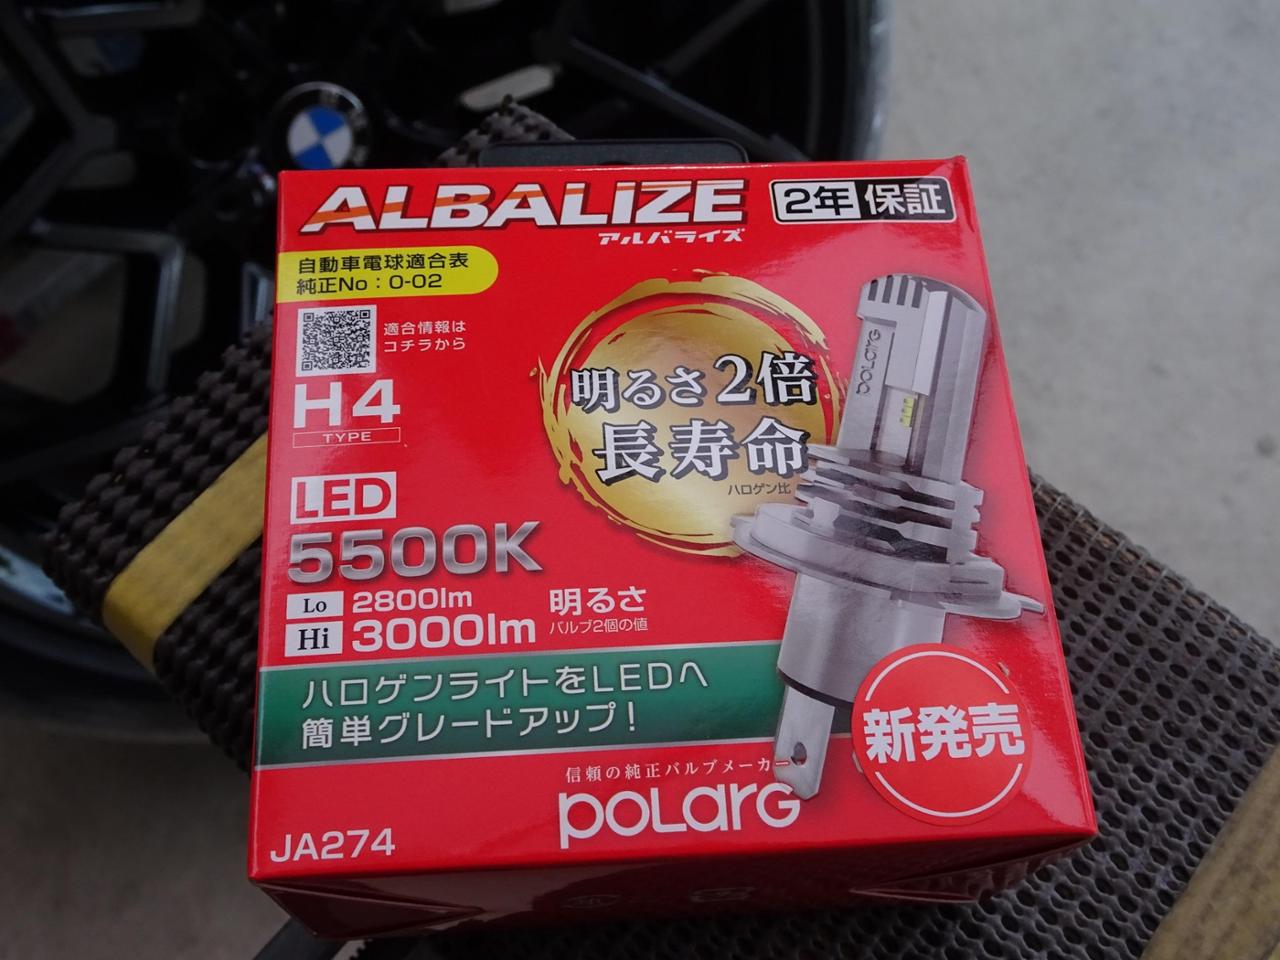 ALBALIZE
アルバライズ
2年保証
自動車電球適合表
純正No：0-02
適合情報は
コチラから
H4
TYPE
明るさ2倍
長寿命
ハロゲン比
polarg
LED
5500K
Lo 2800lm
Hi 3000lm
明るさ
バルブ2個の値
ハロゲンライトをLEDへ
簡単グレードアップ！
新発売
信頼の純正バルブメーカー
POLARG
JA274